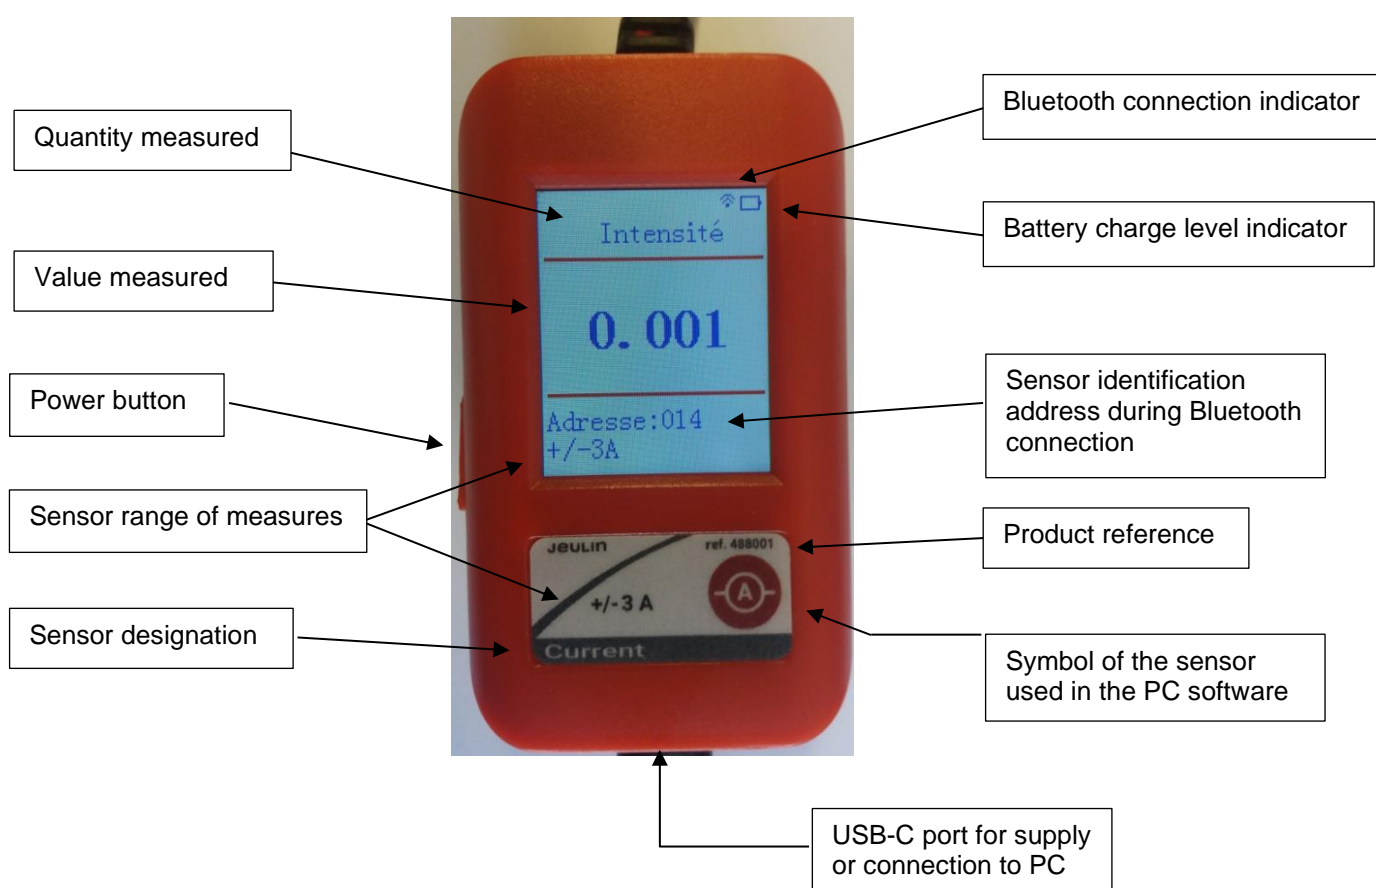 Bluetooth connection indicator
Quantity measured
Battery charge level indicator
Intensité
Value measured
0.001
Sensor identification
address during Bluetooth
connection
Power button
Adresse:014
+/-3A
Sensor range of measures
Product reference
Jeulin
ref. 488001
A
+/-3 A
Sensor designation
Current
Symbol of the sensor
used in the PC software
USB-C port for supply
or connection to PC